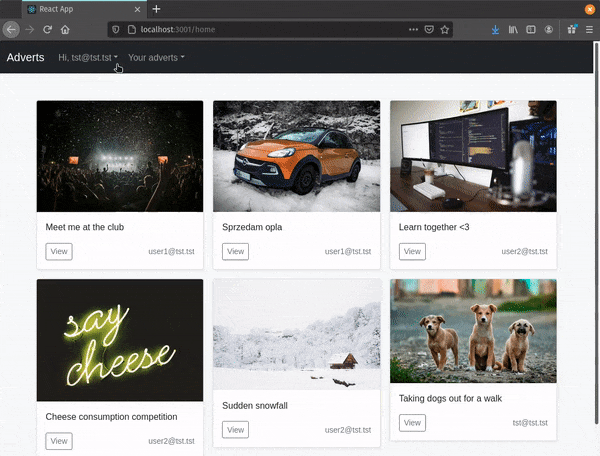 React App
localhost:3001/home
Adverts
Hi, tst@tst.tst
Your adverts
Meet me at the club
View
user1@tst.tst
Sprzedam opla
View
user1@tst.tst
Learn together <3
View
user2@tst.tst
say
cheese
Cheese consumption competition
View
user2@tst.tst
Sudden snowfall
View
user2@tst.tst
Taking dogs out for a walk
View
tst@tst.tst